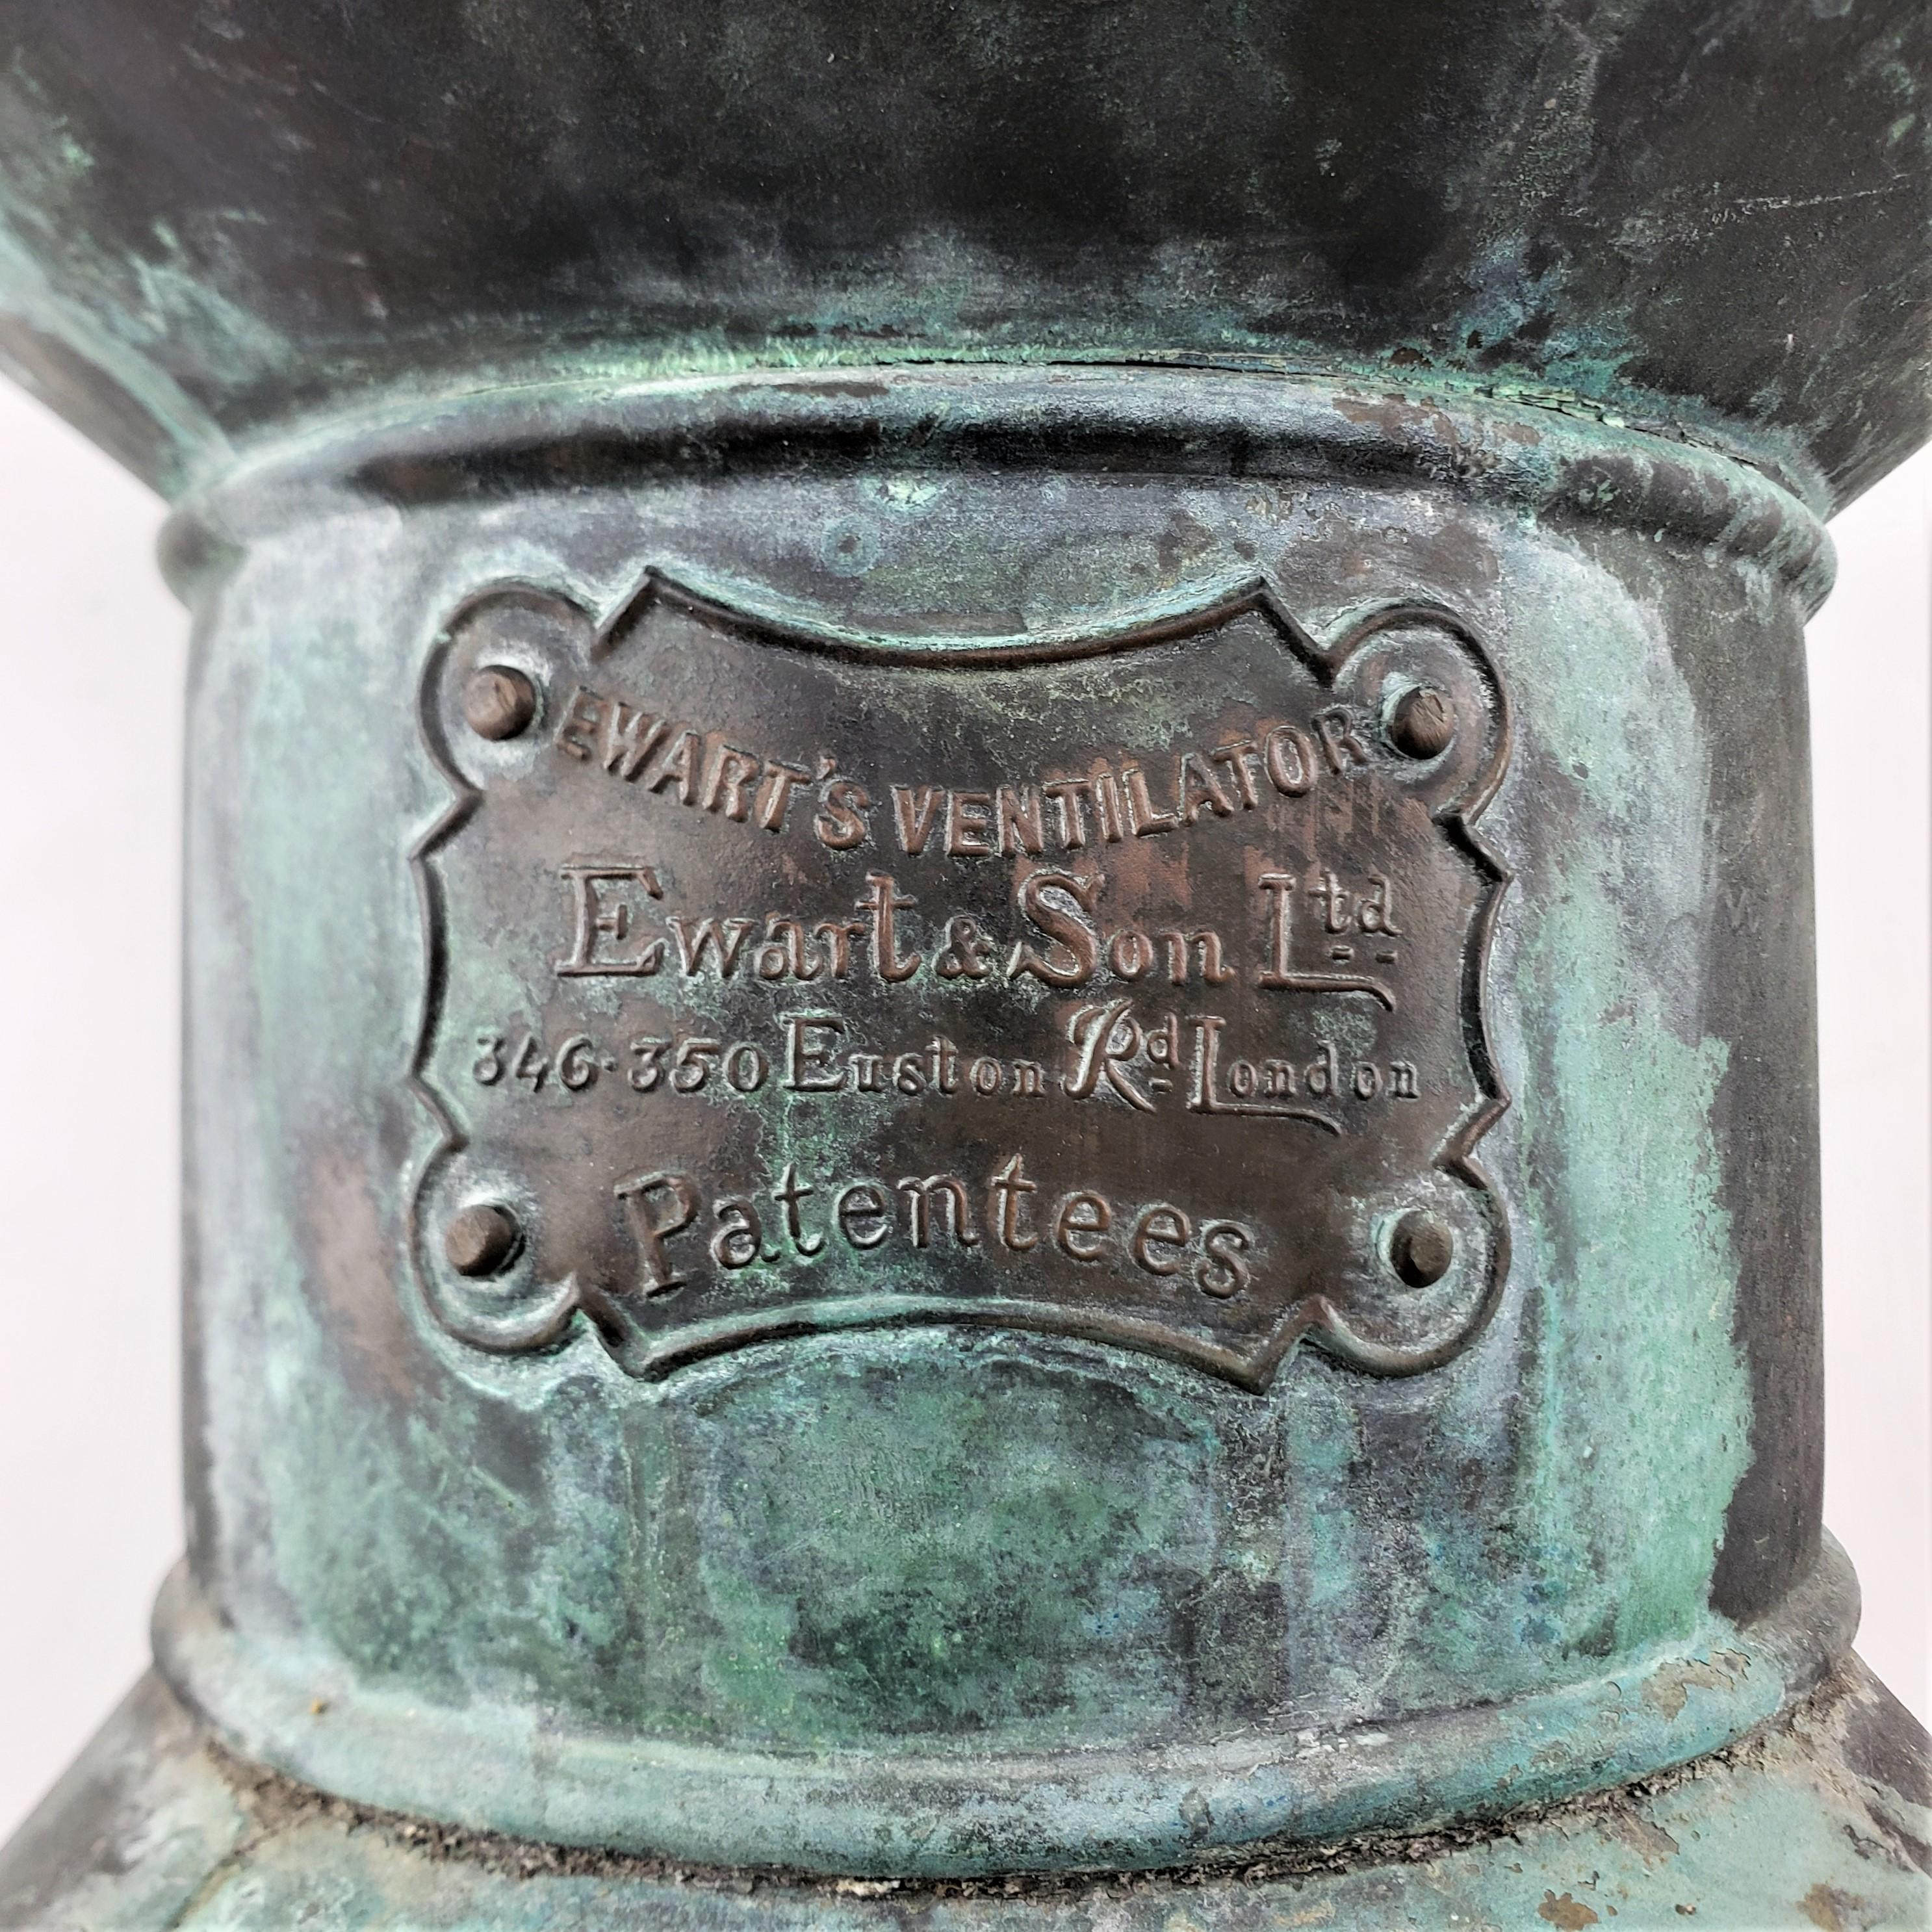 EWART'S VENTILATOR
Ewart & Son Ltd
346·350 Euston Rd London
Patentees